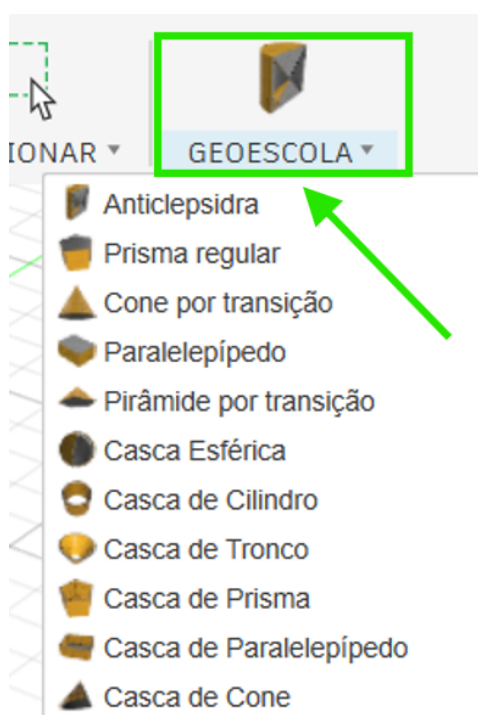 IONAR
GEOESCOLA
Anticlepsidra
Prisma regular
Cone por transição
Paralelepípedo
Pirâmide por transição
Casca Esférica
Casca de Cilindro
Casca de Tronco
Casca de Prisma
Casca de Paralelepípedo
Casca de Cone